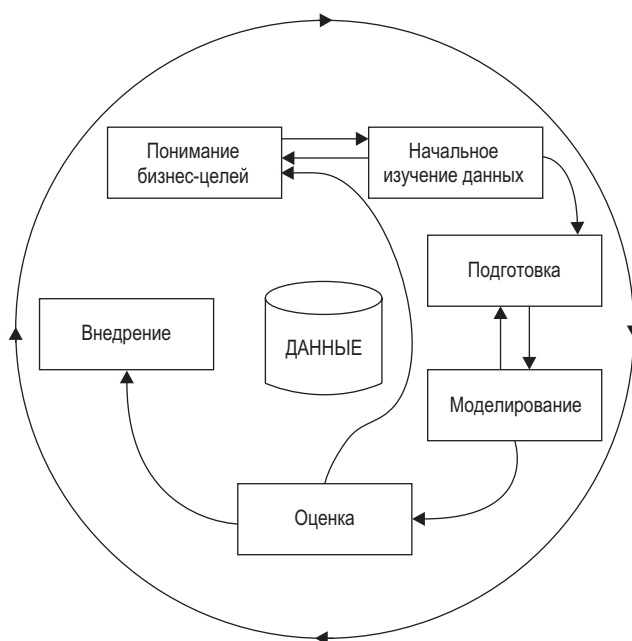 Понимание
бизнес-целей
Начальное
изучение данных
Подготовка
Внедрение
ДАННЫЕ
Моделирование
Оценка